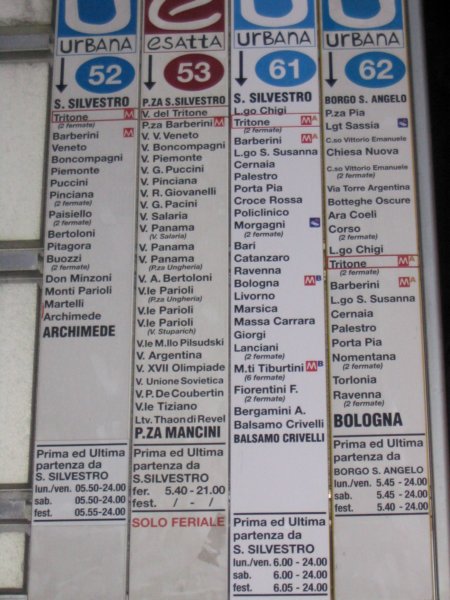 URBANA
52
S. SILVESTRO
Tritone M
(2 fermate)
Barberini M
Veneto
Boncompagni
Piemonte
Puccini
Pinciana
(2 fermate)
Paisiello
(2 fermate)
Bertoloni
Pitagora
Buozzi
(2 fermate)
Don Minzoni
Monti Parioli
Martelli
Archimede
ARCHIMEDE
Prima ed Ultima
partenza da
S. SILVESTRO
lun./ven. 05.50-24.00
sab. 05.50-24.00
fest. 05.55-24.00
esatta
53
P.ZA S.SILVESTRO
V. del Tritone
P.za Barberini M
V. V. Veneto
V. Boncompagni
V. Piemonte
V. G. Puccini
V. Pinciana
V. R. Giovanelli
V. G. Pacini
V. Salaria
V. Panama
(V. Salaria)
V. Panama
V. Panama
(P.za Ungheria)
V. A. Bertoloni
V.le Parioli
(P.za Ungheria)
V.le Parioli
V.le Parioli
(V. Stuparich)
V.le M.llo Pilsudski
V. Argentina
V. XVII Olimpiade
V. Unione Sovietica
V. P. De Coubertin
V.le Tiziano
Ltv. Thaon di Revel
P.ZA MANCINI
Prima ed Ultima
partenza da
S.SILVESTRO
fer. 5.40 - 21.00
fest. / - /
SOLO FERIALE
URBANA
61
S. SILVESTRO
L.go Chigi
Tritone MA
(2 fermate)
Barberini MA
L.go S. Susanna
Cernaia
Palestro
Porta Pia
Croce Rossa
Policlinico
Morgagni
(2 fermate)
Bari
Catanzaro
Ravenna
Bologna MB
Livorno
Marsica
Massa Carrara
Giorgi
Lanciani
(2 fermate)
M.ti Tiburtini MB
(6 fermate)
Fiorentini F.
(2 fermate)
Bergamini A.
Balsamo Crivelli
BALSAMO CRIVELLI
Prima ed Ultima
partenza da
S. SILVESTRO
lun./ven. 6.00 - 24.00
sab. 6.00 - 24.00
fest. 6.05 - 24.00
URBANA
62
BORGO S. ANGELO
P.za Pia
Lgt Sassia
C.so Vittorio Emanuele
Chiesa Nuova
C.so Vittorio Emanuele
(2 fermate)
Via Torre Argentina
Botteghe Oscure
Ara Coeli
Corso
(2 fermate)
L.go Chigi
Tritone MA
(2 fermate)
Barberini MA
L.go S. Susanna
Cernaia
Palestro
Porta Pia
Nomentana
(2 fermate)
Torlonia
Ravenna
(2 fermate)
BOLOGNA
Prima ed Ultima
partenza da
BORGO S. ANGELO
lun./ven. 5.45 - 24.00
sab. 5.45 - 24.00
fest. 5.40 - 24.00